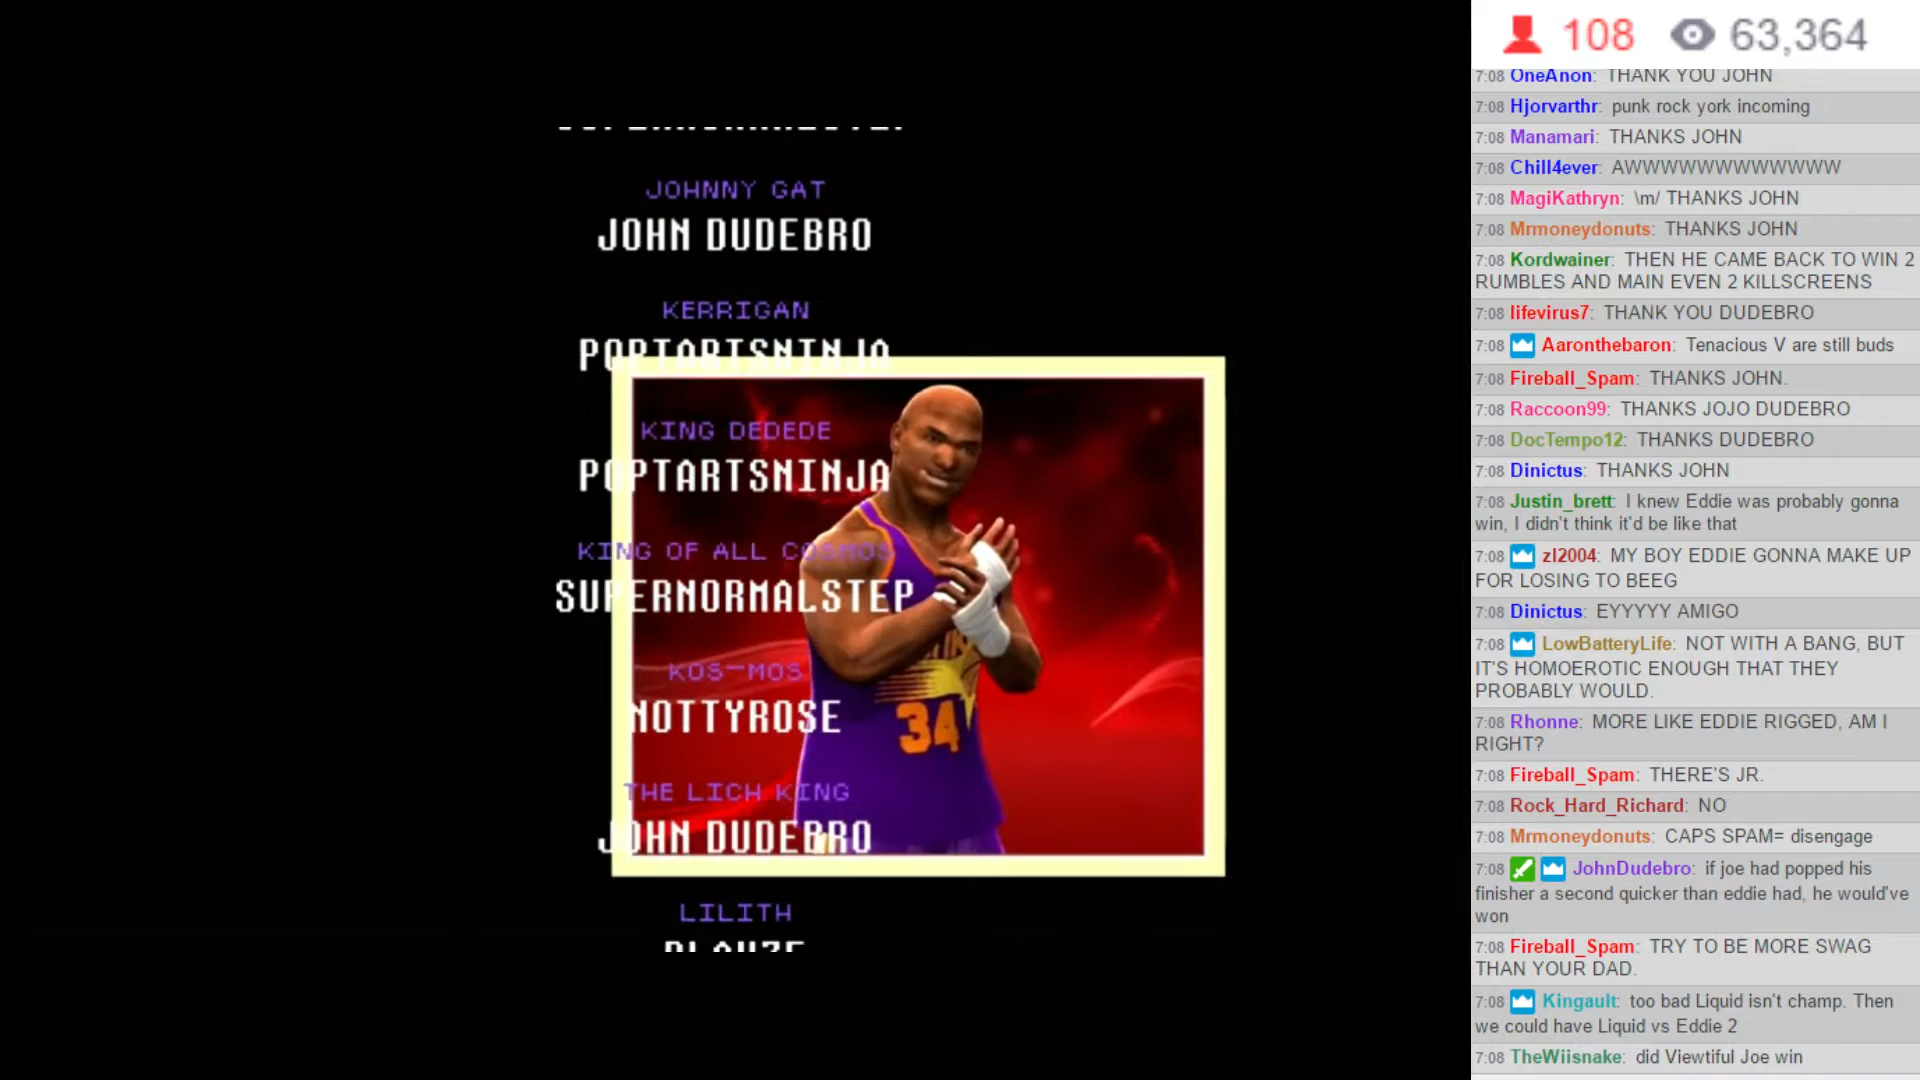 JOHNNY GAT
JOHN DUDEBRO
KERRIGAN
POPTARTSNINJA
KING DEDEDE
POPTARTSNINJA
KING OF ALL COSMOS
SUPERNORMALSTEP
KOS-MOS
NOTTYROSE
THE LICH KING
JOHN DUDEBRO
LILITH
34
108 63,364
7:08 OneAnon: THANK YOU JOHN
7:08 Hjorvarthr: punk rock york incoming
7:08 Manamari: THANKS JOHN
7:08 Chill4ever: AWWWWWWWWWWWW
7:08 MagiKathryn: \m/ THANKS JOHN
7:08 Mrmoneydonuts: THANKS JOHN
7:08 Kordwainer: THEN HE CAME BACK TO WIN 2
RUMBLES AND MAIN EVEN 2 KILLSCREENS
7:08 lifevirus7: THANK YOU DUDEBRO
7:08 Aaronthebaron: Tenacious V are still buds
7:08 Fireball_Spam: THANKS JOHN.
7:08 Raccoon99: THANKS JOJO DUDEBRO
7:08 DocTempo12: THANKS DUDEBRO
7:08 Dinictus: THANKS JOHN
7:08 Justin_brett: I knew Eddie was probably gonna
win, I didn't think it'd be like that
7:08 zl2004: MY BOY EDDIE GONNA MAKE UP
FOR LOSING TO BEEG
7:08 Dinictus: EYYYYY AMIGO
7:08 LowBatteryLife: NOT WITH A BANG, BUT
IT'S HOMOEROTIC ENOUGH THAT THEY
PROBABLY WOULD.
7:08 Rhonne: MORE LIKE EDDIE RIGGED, AM I
RIGHT?
7:08 Fireball_Spam: THERE'S JR.
7:08 Rock_Hard_Richard: NO
7:08 Mrmoneydonuts: CAPS SPAM= disengage
7:08 JohnDudebro: if joe had popped his
finisher a second quicker than eddie had, he would've
won
7:08 Fireball_Spam: TRY TO BE MORE SWAG
THAN YOUR DAD.
7:08 Kingault: too bad Liquid isn't champ. Then
we could have Liquid vs Eddie 2
7:08 TheWiisnake: did Viewtiful Joe win